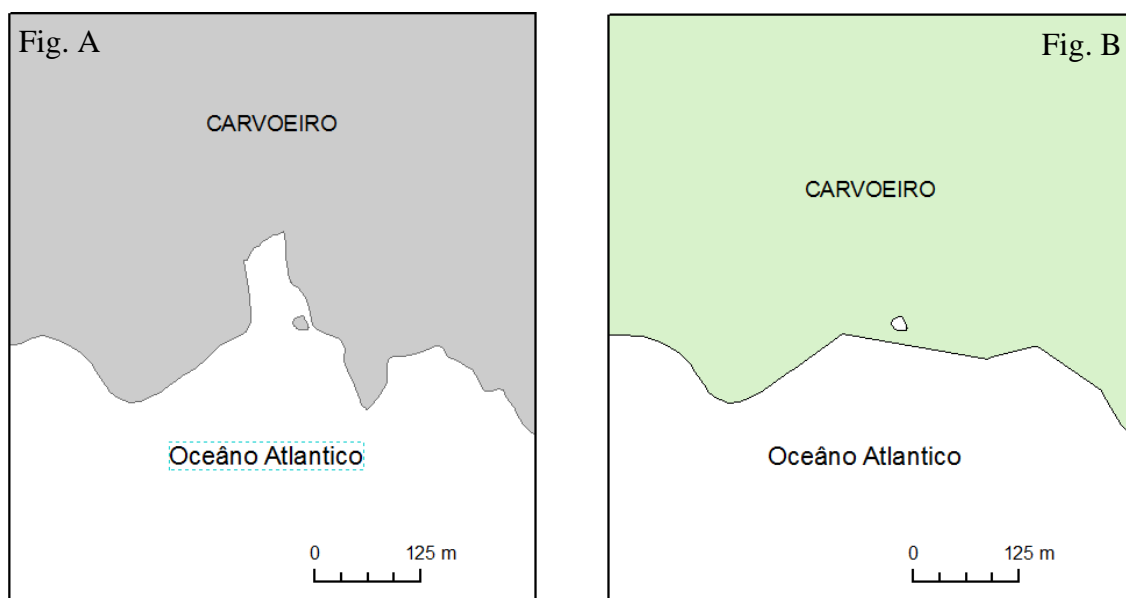 Fig. A
CARVOEIRO
Oceâno Atlantico
0 125 m
Fig. B
CARVOEIRO
Oceâno Atlantico
0 125 m